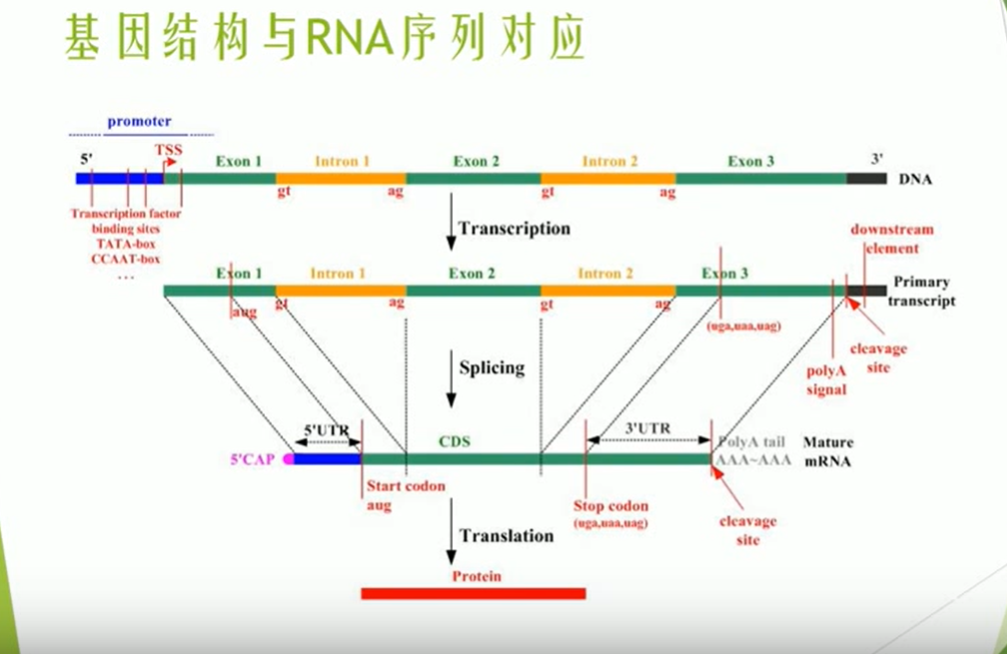 基因结构与RNA序列对应
promoter
5'
TSS
Exon 1
Intron 1
Exon 2
Intron 2
Exon 3
3'
DNA
gt
ag
gt
ag
Transcription factor
binding sites
TATA-box
CCAAT-box
...
Transcription
downstream
element
Exon 1
Intron 1
Exon 2
Intron 2
Exon 3
Primary
transcript
aug
gt
ag
gt
ag
(uga,uaa,uag)
cleavage
site
polyA
signal
Splicing
5'UTR
CDS
3'UTR
PolyA tail
AAA~AAA
Mature
mRNA
5'CAP
Start codon
aug
Stop codon
(uga,uaa,uag)
cleavage
site
Translation
Protein